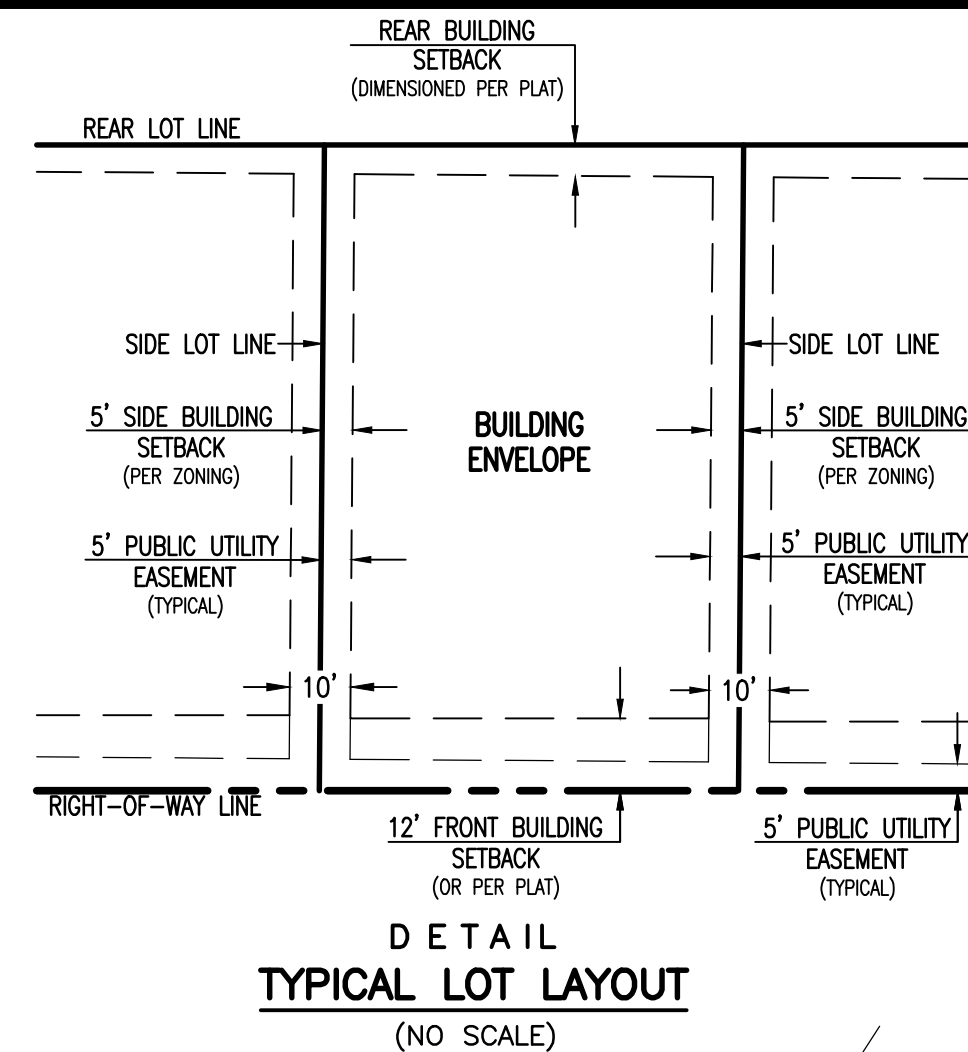 REAR BUILDING
SETBACK
(DIMENSIONED PER PLAT)
REAR LOT LINE
SIDE LOT LINE
SIDE LOT LINE
5' SIDE BUILDING
SETBACK
(PER ZONING)
BUILDING
ENVELOPE
5' SIDE BUILDING
SETBACK
(PER ZONING)
5' PUBLIC UTILITY
EASEMENT
(TYPICAL)
5' PUBLIC UTILITY
EASEMENT
(TYPICAL)
10'
10'
RIGHT-OF-WAY LINE
12' FRONT BUILDING
SETBACK
(OR PER PLAT)
5' PUBLIC UTILITY
EASEMENT
(TYPICAL)
DETAIL
TYPICAL LOT LAYOUT
(NO SCALE)